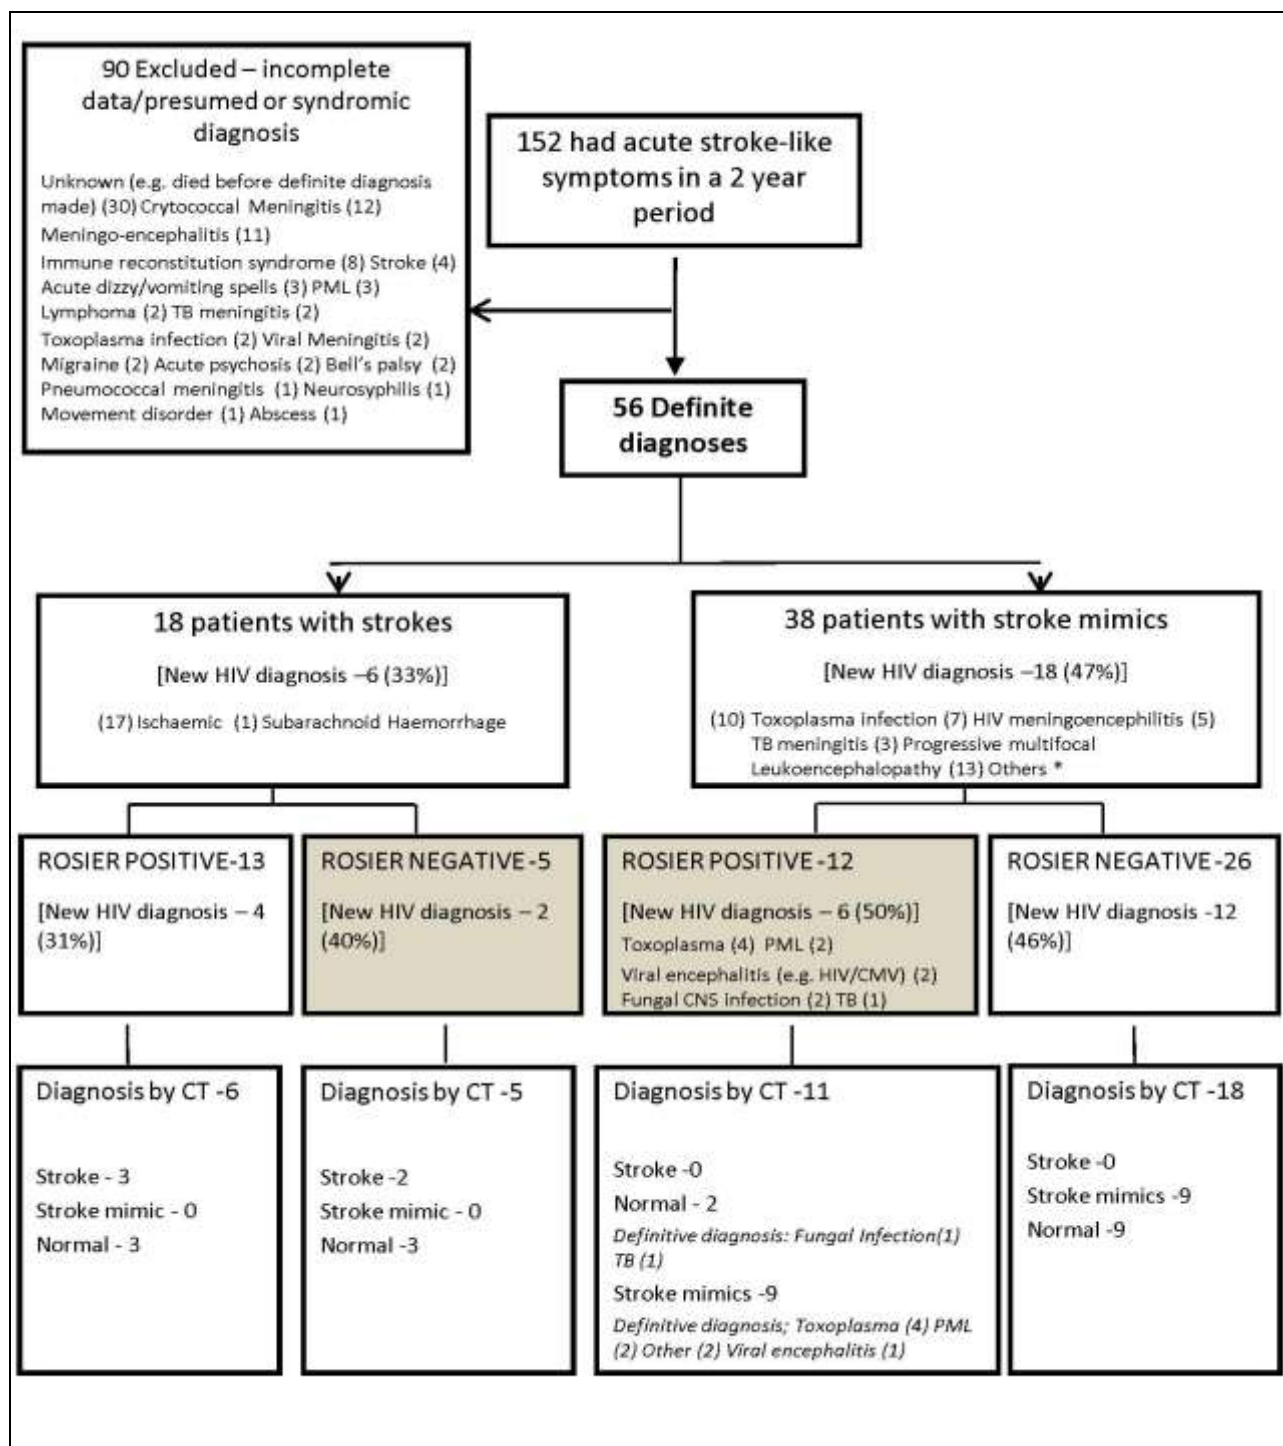 90 Excluded – incomplete
data/presumed or syndromic
diagnosis
Unknown (e.g. died before definite diagnosis
made) (30) Crytococcal Meningitis (12)
Meningo-encephalitis (11)
Immune reconstitution syndrome (8) Stroke (4)
Acute dizzy/vomiting spells (3) PML (3)
Lymphoma (2) TB meningitis (2)
Toxoplasma infection (2) Viral Meningitis (2)
Migraine (2) Acute psychosis (2) Bell's palsy (2)
Pneumococcal meningitis (1) Neurosyphilis (1)
Movement disorder (1) Abscess (1)
152 had acute stroke-like
symptoms in a 2 year
period
56 Definite
diagnoses
18 patients with strokes
[New HIV diagnosis –6 (33%)]
(17) Ischaemic (1) Subarachnoid Haemorrhage
38 patients with stroke mimics
[New HIV diagnosis –18 (47%)]
(10) Toxoplasma infection (7) HIV meningoencephilitis (5)
TB meningitis (3) Progressive multifocal
Leukoencephalopathy (13) Others *
ROSIER POSITIVE-13
[New HIV diagnosis – 4
(31%)]
ROSIER NEGATIVE -5
[New HIV diagnosis – 2
(40%)]
ROSIER POSITIVE -12
[New HIV diagnosis – 6 (50%)]
Toxoplasma (4) PML (2)
Viral encephalitis (e.g. HIV/CMV) (2)
Fungal CNS infection (2) TB (1)
ROSIER NEGATIVE -26
[New HIV diagnosis -12
(46%)]
Diagnosis by CT -6
Stroke - 3
Stroke mimic - 0
Normal - 3
Diagnosis by CT -5
Stroke -2
Stroke mimic - 0
Normal -3
Diagnosis by CT -11
Stroke -0
Normal - 2
Definitive diagnosis: Fungal Infection(1)
TB (1)
Stroke mimics -9
Definitive diagnosis; Toxoplasma (4) PML
(2) Other (2) Viral encephalitis (1)
Diagnosis by CT -18
Stroke -0
Stroke mimics -9
Normal -9